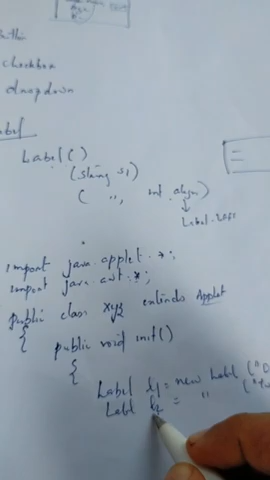 checkbox
dropdown
Label
Label ( )
(string s1)
( ", int align)
Label.Left
import java.applet.*;
import java.awt.*;
public class xyz extends Applet
{
public void init()
{
Label l1 = new Label ("D
Label l2 = " ("